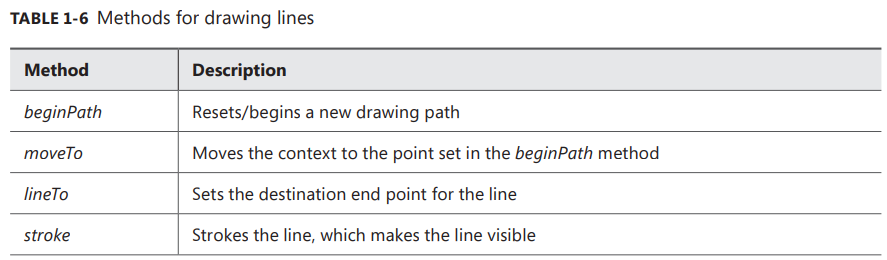 TABLE 1-6 Methods for drawing lines
Method Description
beginPath Resets/begins a new drawing path
moveTo Moves the context to the point set in the beginPath method
lineTo Sets the destination end point for the line
stroke Strokes the line, which makes the line visible